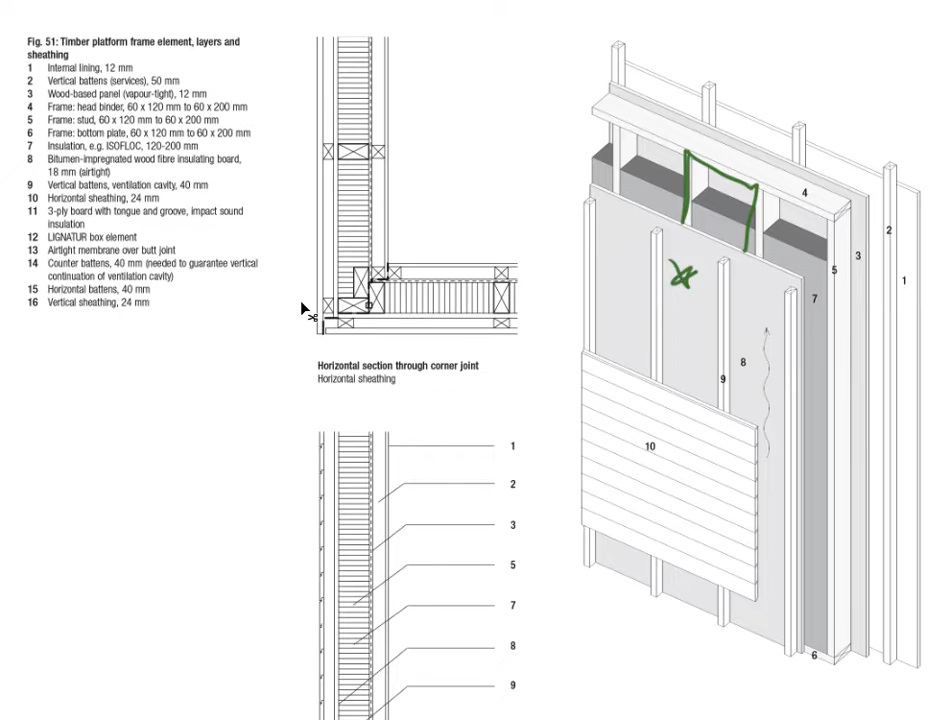 Fig. 51: Timber platform frame element, layers and
sheathing
1 Internal lining, 12 mm
2 Vertical battens (services), 50 mm
3 Wood-based panel (vapour-tight), 12 mm
4 Frame: head binder, 60 x 120 mm to 60 x 200 mm
5 Frame: stud, 60 x 120 mm to 60 x 200 mm
6 Frame: bottom plate, 60 x 120 mm to 60 x 200 mm
7 Insulation, e.g. ISOFLOC, 120-200 mm
8 Bitumen-impregnated wood fibre insulating board,
18 mm (airtight)
9 Vertical battens, ventilation cavity, 40 mm
10 Horizontal sheathing, 24 mm
11 3-ply board with tongue and groove, impact sound
insulation
12 LIGNATUR box element
13 Airtight membrane over butt joint
14 Counter battens, 40 mm (needed to guarantee vertical
continuation of ventilation cavity)
15 Horizontal battens, 40 mm
16 Vertical sheathing, 24 mm
Horizontal section through corner joint
Horizontal sheathing
1
2
3
5
7
8
9
4
2
3
5
1
7
8
9
10
6